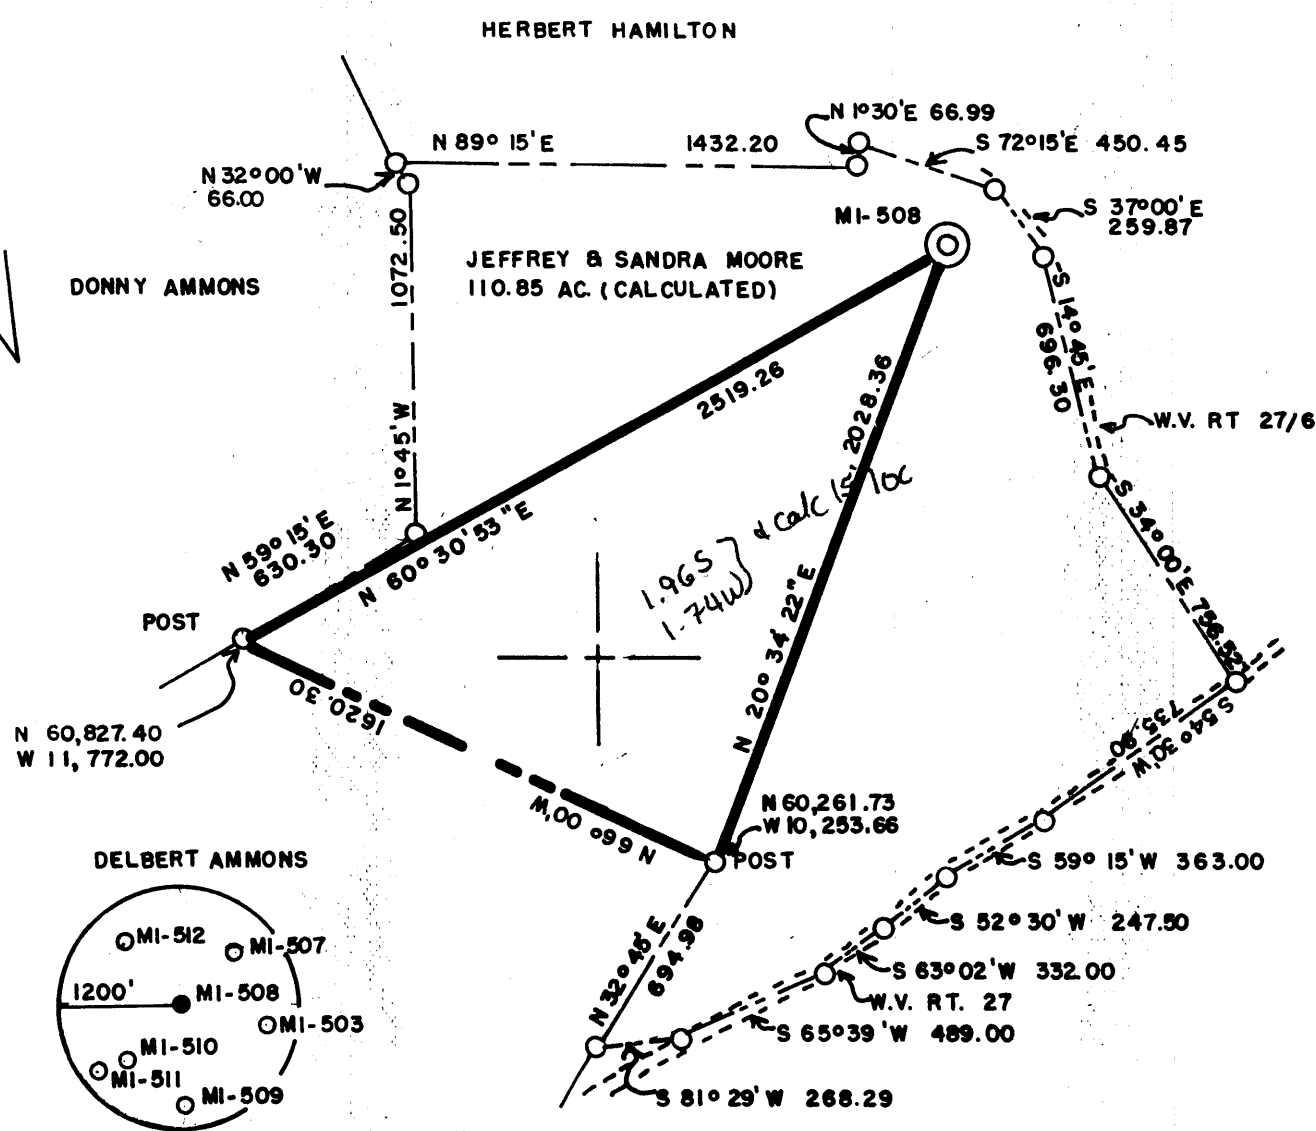 HERBERT HAMILTON
N 1°30'E 66.99
N 89° 15'E 1432.20
S 72°15'E 450.45
N 32°00'W
66.00
S 37°00'E
259.87
MI-508
1072.50
JEFFREY & SANDRA MOORE
110.85 AC. (CALCULATED)
DONNY AMMONS
S 14°45'E
696.30
2519.26
2028.36
W.V. RT 27/6
N 1°45'W
N 59° 15'E
630.30
N 60° 30' 53"E
1.96S
1.74W
calc
loc
S 34°00'E 756.52
N 20° 34' 22"E
POST
1620.30
N 66° 00'W
N 60,827.40
W 11,772.00
S 54°30'W
735.90
N 60,261.73
W 10,253.66
POST
S 59° 15'W 363.00
S 52°30'W 247.50
S 63°02'W 332.00
W.V. RT. 27
S 65°39'W 489.00
S 81°29'W 268.29
N 32°45'E
694.98
DELBERT AMMONS
MI-512
MI-507
1200'
MI-508
MI-503
MI-510
MI-511
MI-509